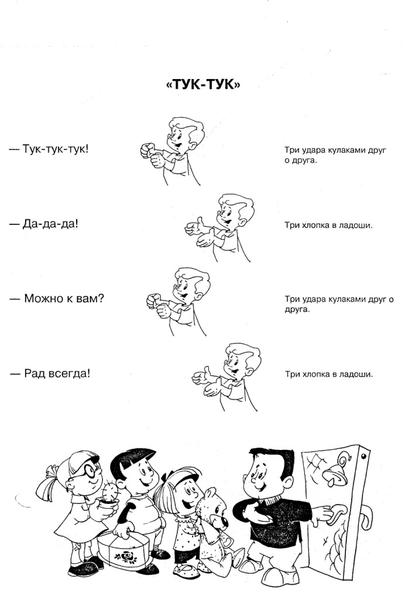 «ТУК-ТУК»
— Тук-тук-тук!
Три удара кулаками друг
о друга.
— Да-да-да!
Три хлопка в ладоши.
— Можно к вам?
Три удара кулаками друг о
друга.
— Рад всегда!
Три хлопка в ладоши.